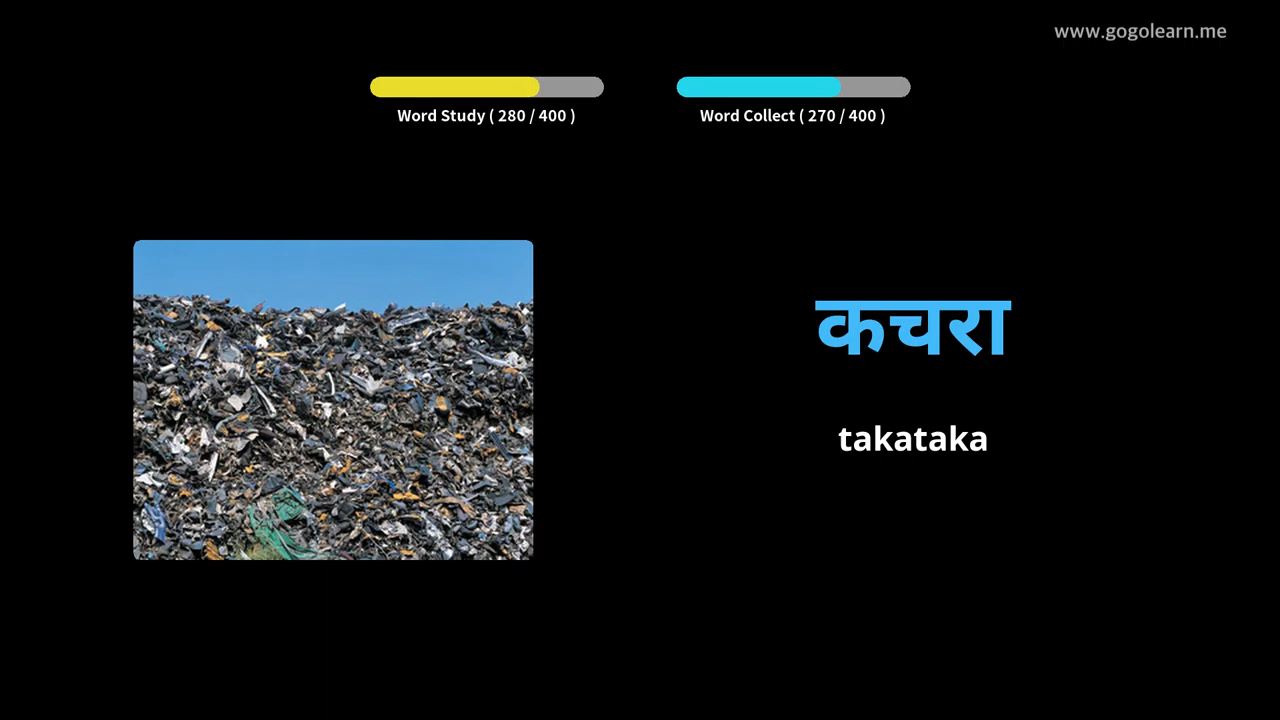 www.gogolearn.me
Word Study ( 280 / 400 )
Word Collect ( 270 / 400 )
कचरा
takataka